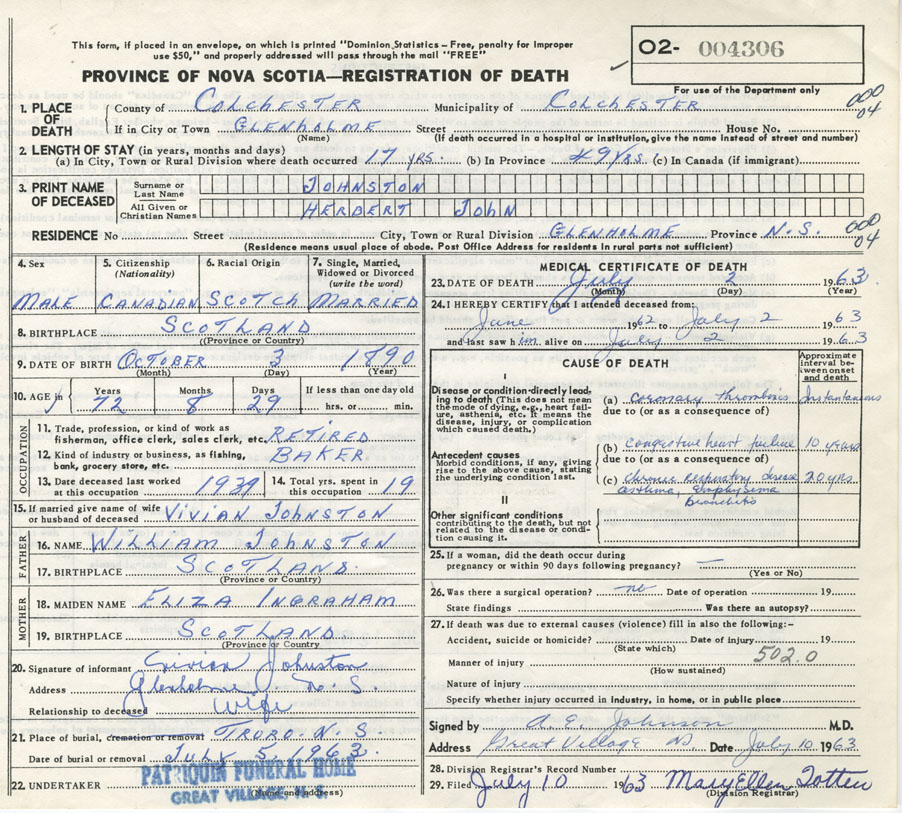 This form, if placed in an envelope, on which is printed "Dominion Statistics – Free, penalty for improper
use $50," and properly addressed will pass through the mail "FREE"
PROVINCE OF NOVA SCOTIA—REGISTRATION OF DEATH
O2- 004306
For use of the Department only
1. PLACE OF DEATH County of COLCHESTER Municipality of COLCHESTER 000 04
If in City or Town GLENHOLME Street House No.
(Name) (If death occurred in a hospital or institution, give the name instead of street and number)
2. LENGTH OF STAY (in years, months and days)
(a) In City, Town or Rural Division where death occurred 17 YRS. (b) In Province 49 Yrs. (c) In Canada (if immigrant)
3. PRINT NAME OF DECEASED Surname or Last Name JOHNSTON
All Given or Christian Names HERBERT JOHN
RESIDENCE No Street City, Town or Rural Division GLENHOLME Province N.S. 000 04
(Residence means usual place of abode. Post Office Address for residents in rural parts not sufficient)
4. Sex 5. Citizenship (Nationality) 6. Racial Origin 7. Single, Married, Widowed or Divorced (write the word)
MALE CANADIAN SCOTCH MARRIED
8. BIRTHPLACE SCOTLAND
(Province or Country)
9. DATE OF BIRTH OCTOBER 3 1890
(Month) (Day) (Year)
10. AGE in Years Months Days If less than one day old
72 8 29 hrs. or min.
OCCUPATION
11. Trade, profession, or kind of work as
fisherman, office clerk, sales clerk, etc. RETIRED
12. Kind of industry or business, as fishing,
bank, grocery store, etc. BAKER
13. Date deceased last worked
at this occupation 1939
14. Total yrs. spent in
this occupation 19
15. If married give name of wife
or husband of deceased VIVIAN JOHNSTON
FATHER
16. NAME WILLIAM JOHNSTON
17. BIRTHPLACE SCOTLAND
(Province or Country)
MOTHER
18. MAIDEN NAME ELIZA INGRAHAM
19. BIRTHPLACE SCOTLAND
(Province or Country)
20. Signature of informant Vivian Johnston
Address Glenholme N. S.
Relationship to deceased Wife
21. Place of burial, cremation or removal TRURO. N. S
Date of burial or removal JULY 5, 1963.
22. UNDERTAKER PATRIQUIN FUNERAL HOME
GREAT VILLAGE, N.S.
(Name and address)
MEDICAL CERTIFICATE OF DEATH
23. DATE OF DEATH July 2 1963
(Month) (Day) (Year)
24. I HEREBY CERTIFY that I attended deceased from:
June 1962 to July 2 1963
and last saw him alive on July 2 1963
CAUSE OF DEATH
Approximate interval between onset and death
I
Disease or condition directly leading to death (This does not mean the mode of dying, e.g., heart failure, asthenia, etc. It means the disease, injury, or complication which caused death.)
(a) coronary thrombosis Instantaneous
due to (or as a consequence of)
Antecedent causes
Morbid conditions, if any, giving rise to the above cause, stating the underlying condition last.
(b) congestive heart failure 10 years
due to (or as a consequence of)
(c) Chronic Respiratory disease 20 yrs
asthma, Emphysema
Bronchitis
II
Other significant conditions
contributing to the death, but not related to the disease or condition causing it.
25. If a woman, did the death occur during
pregnancy or within 90 days following pregnancy? —
(Yes or No)
26. Was there a surgical operation? no Date of operation 19
State findings Was there an autopsy?
27. If death was due to external causes (violence) fill in also the following:–
Accident, suicide or homicide? Date of injury 19
(State which)
502.0
Manner of injury
(How sustained)
Nature of injury
Specify whether injury occurred in industry, in home, or in public place
Signed by A. E. Johnson M.D.
Address Great Village NS Date July 10 1963
28. Division Registrar's Record Number
29. Filed July 10 1963 Mary Ellen Totten
(Division Registrar)